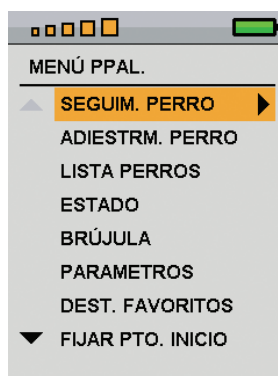 MENÚ PPAL.
SEGUIM. PERRO
ADIESTRM. PERRO
LISTA PERROS
ESTADO
BRÚJULA
PARAMETROS
DEST. FAVORITOS
FIJAR PTO. INICIO